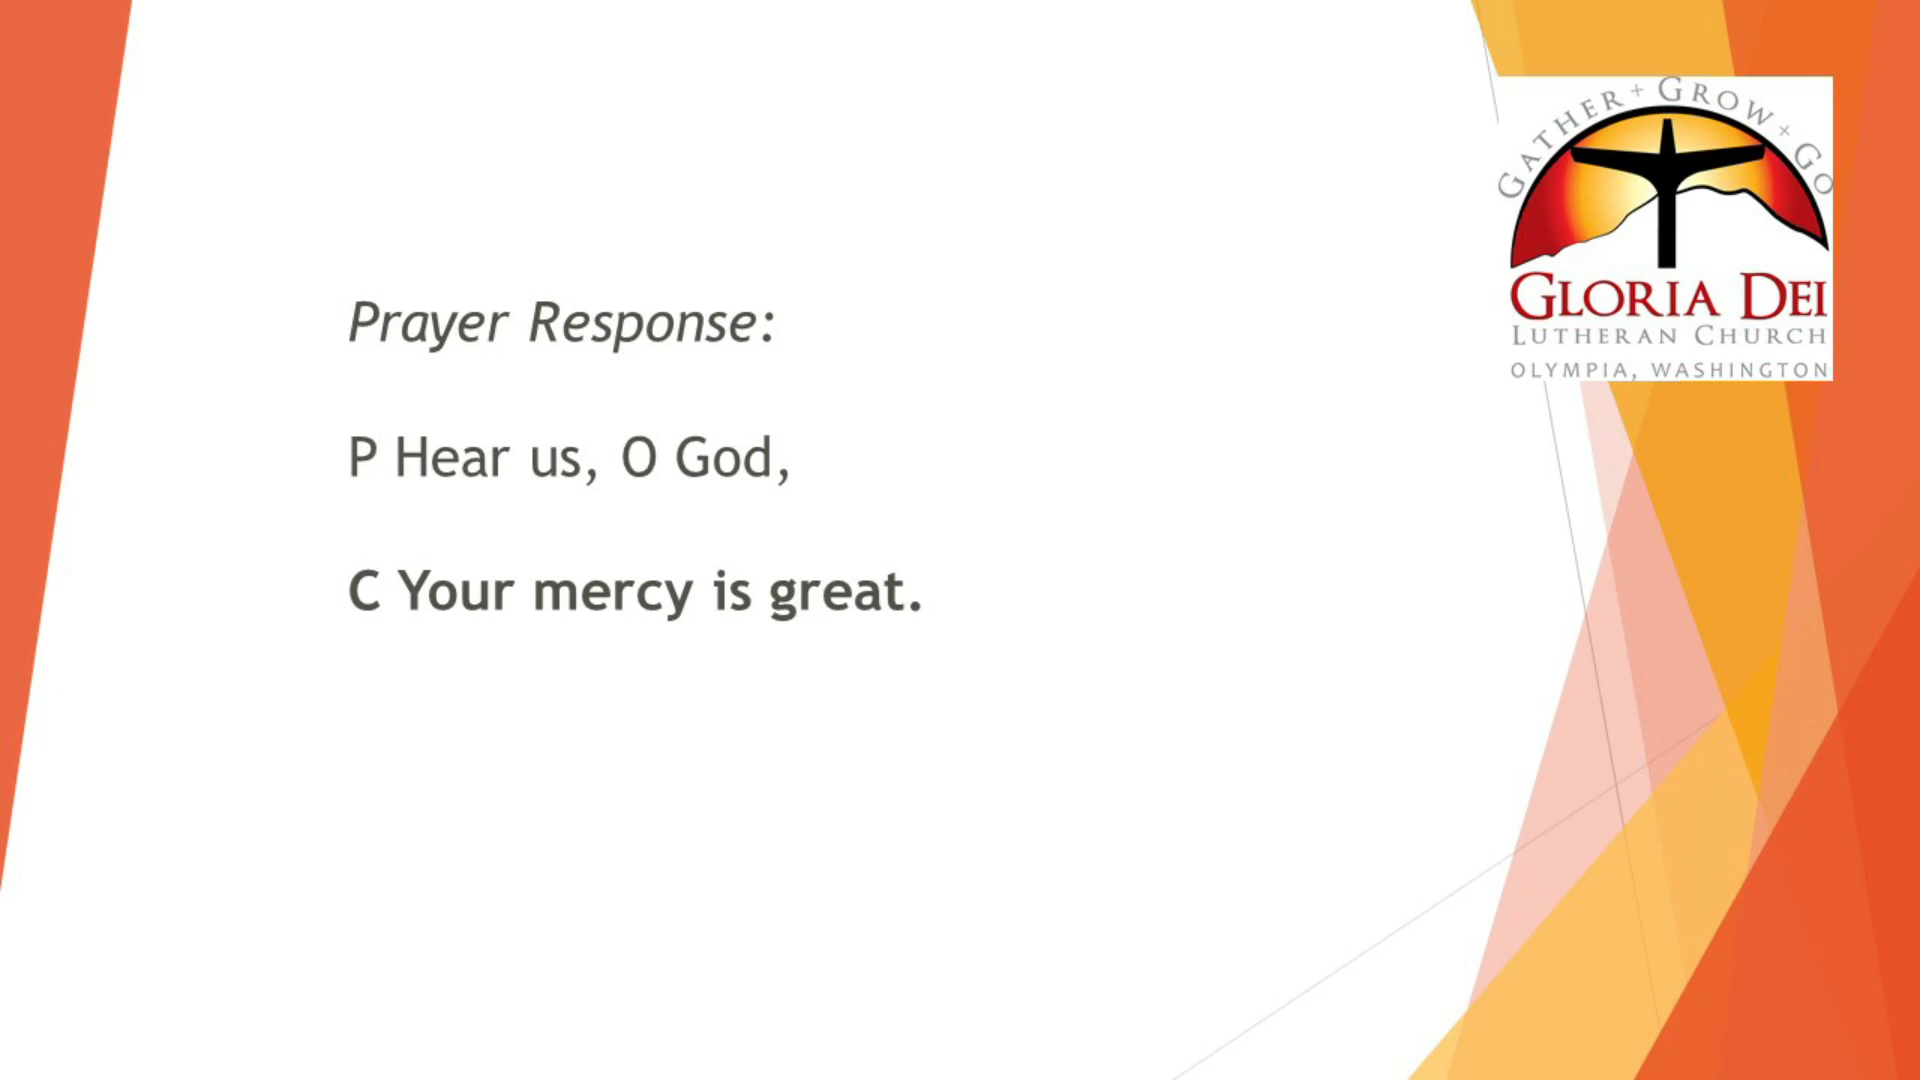 GATHER + GROW + GO
GLORIA DEI
LUTHERAN CHURCH
OLYMPIA, WASHINGTON
Prayer Response:
P Hear us, O God,
C Your mercy is great.